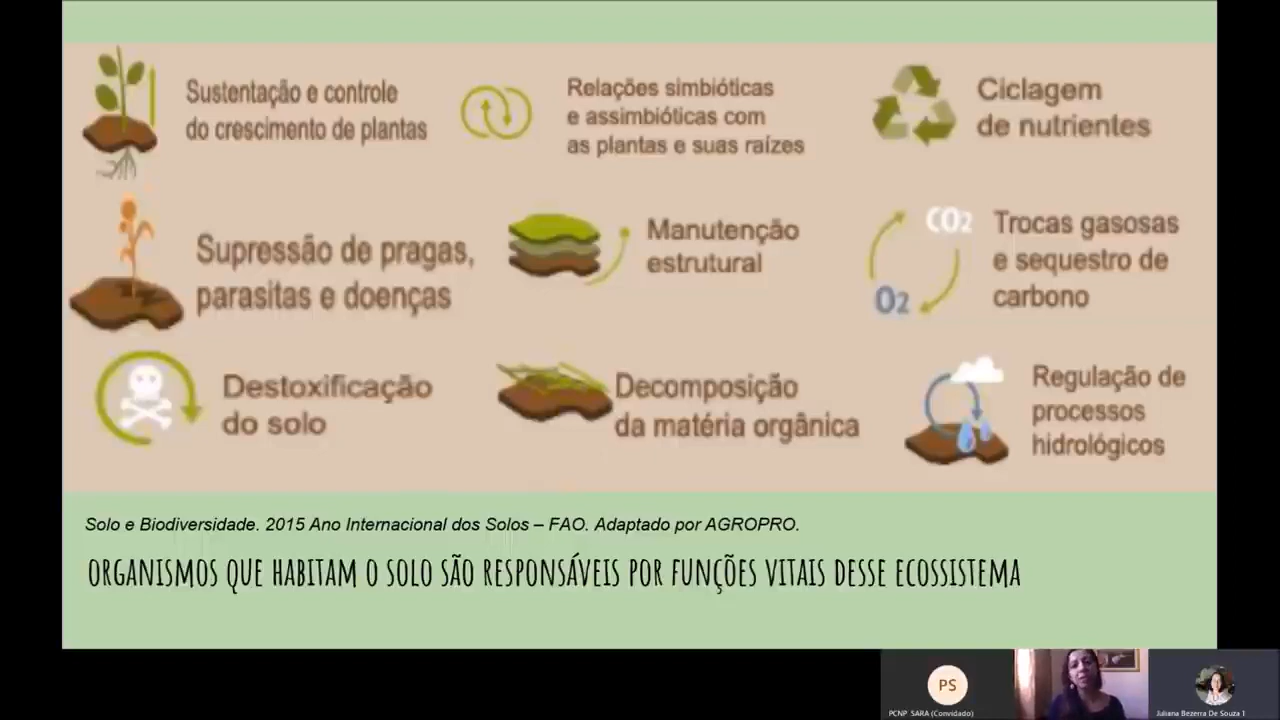 Sustentação e controle
do crescimento de plantas
Relações simbióticas
e assimbióticas com
as plantas e suas raízes
Ciclagem
de nutrientes
Supressão de pragas,
parasitas e doenças
Manutenção
estrutural
CO2
O2
Trocas gasosas
e sequestro de
carbono
Destoxificação
do solo
Decomposição
da matéria orgânica
Regulação de
processos
hidrológicos
Solo e Biodiversidade. 2015 Ano Internacional dos Solos – FAO. Adaptado por AGROPRO.
ORGANISMOS QUE HABITAM O SOLO SÃO RESPONSÁVEIS POR FUNÇÕES VITAIS DESSE ECOSSISTEMA
PS
PCNP SARA (Convidado)
Juliana Bezerra De Souza 1